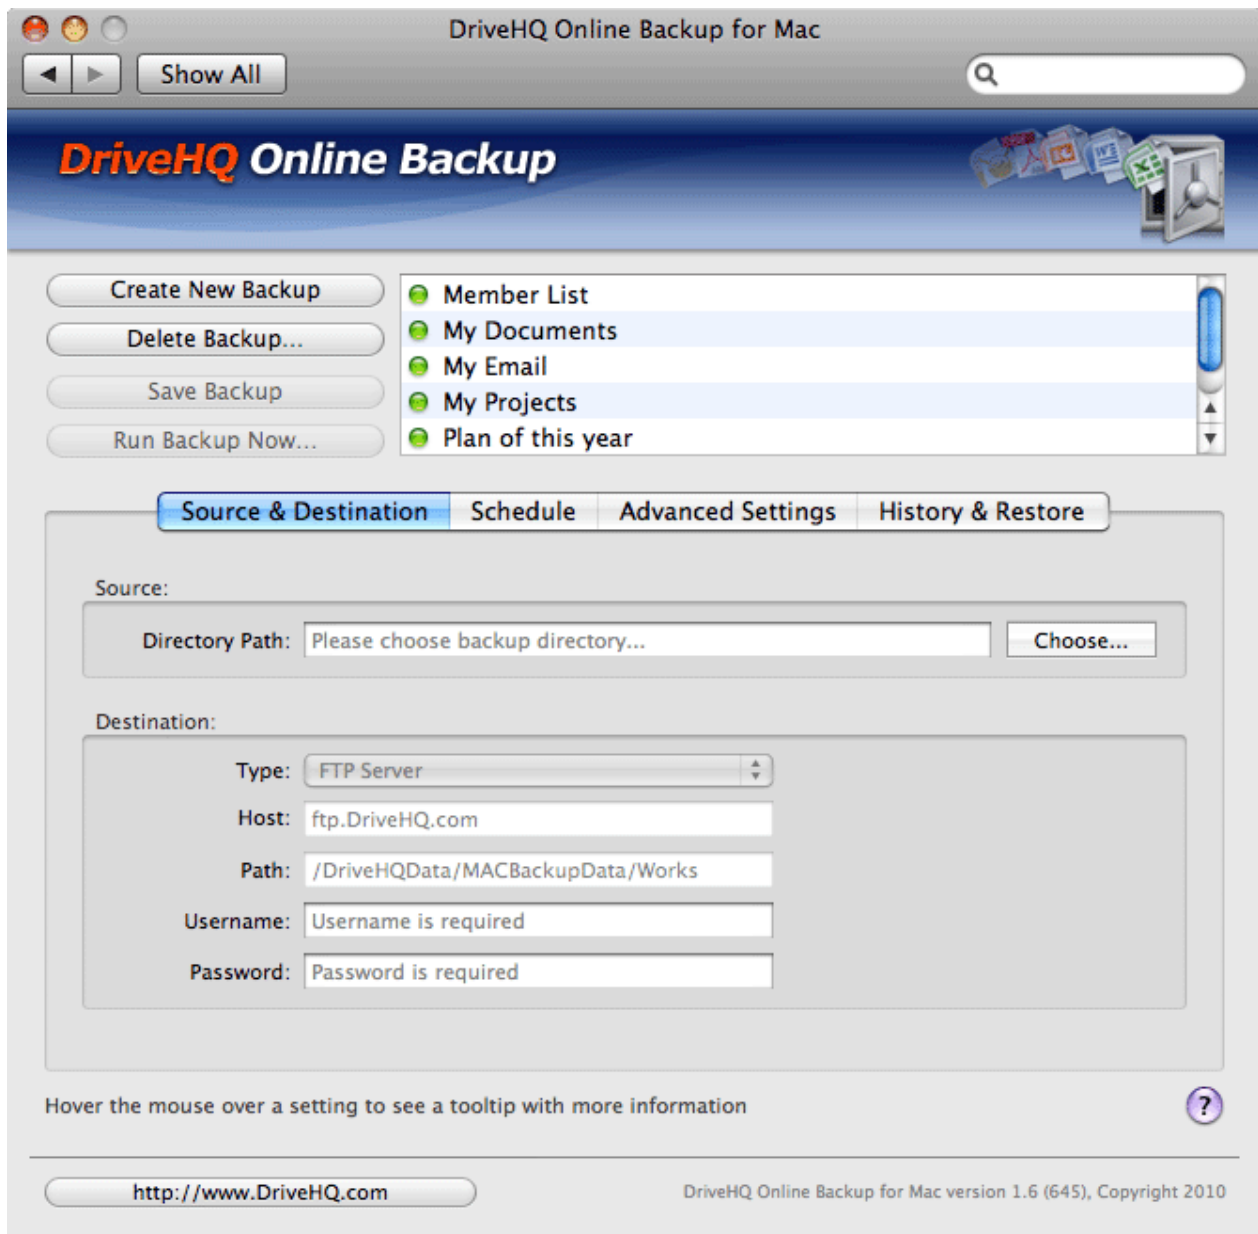 DriveHQ Online Backup for Mac
Show All
DriveHQ Online Backup
Create New Backup
Delete Backup...
Save Backup
Run Backup Now...
Member List
My Documents
My Email
My Projects
Plan of this year
Source & Destination
Schedule
Advanced Settings
History & Restore
Source:
Directory Path: Please choose backup directory...
Choose...
Destination:
Type: FTP Server
Host: ftp.DriveHQ.com
Path: /DriveHQData/MACBackupData/Works
Username: Username is required
Password: Password is required
Hover the mouse over a setting to see a tooltip with more information
?
http://www.DriveHQ.com
DriveHQ Online Backup for Mac version 1.6 (645), Copyright 2010